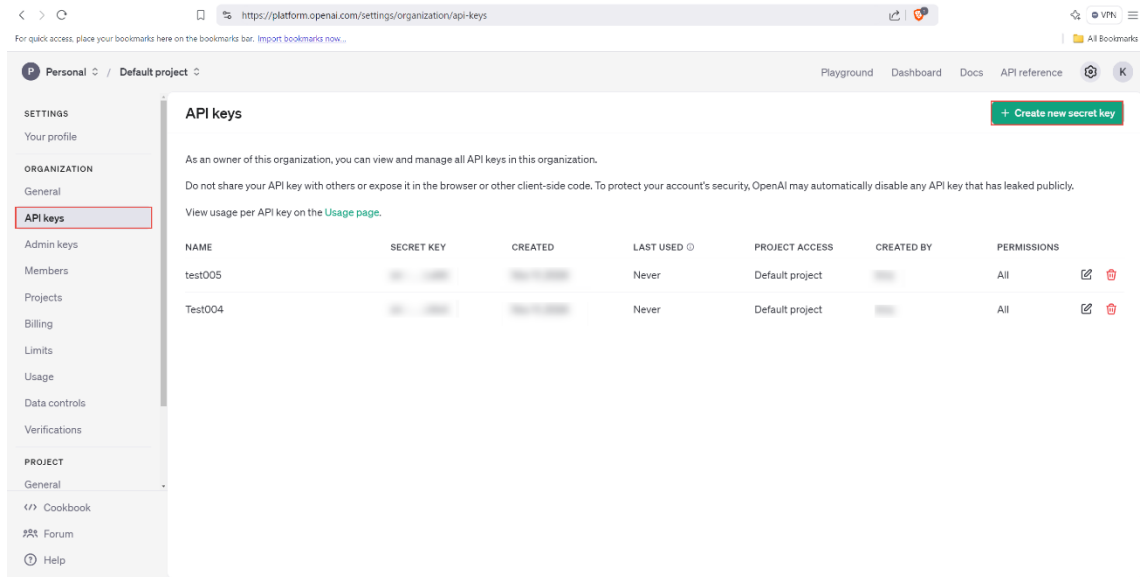 https://platform.openai.com/settings/organization/api-keys
VPN
For quick access, place your bookmarks here on the bookmarks bar. Import bookmarks now...
All Bookmarks
P Personal / Default project
Playground Dashboard Docs API reference K
SETTINGS
Your profile
ORGANIZATION
General
API keys
Admin keys
Members
Projects
Billing
Limits
Usage
Data controls
Verifications
PROJECT
General
Cookbook
Forum
Help
API keys
+ Create new secret key
As an owner of this organization, you can view and manage all API keys in this organization.
Do not share your API key with others or expose it in the browser or other client-side code. To protect your account's security, OpenAI may automatically disable any API key that has leaked publicly.
View usage per API key on the Usage page.
NAME SECRET KEY CREATED LAST USED PROJECT ACCESS CREATED BY PERMISSIONS
test005 Never Default project All
Test004 Never Default project All